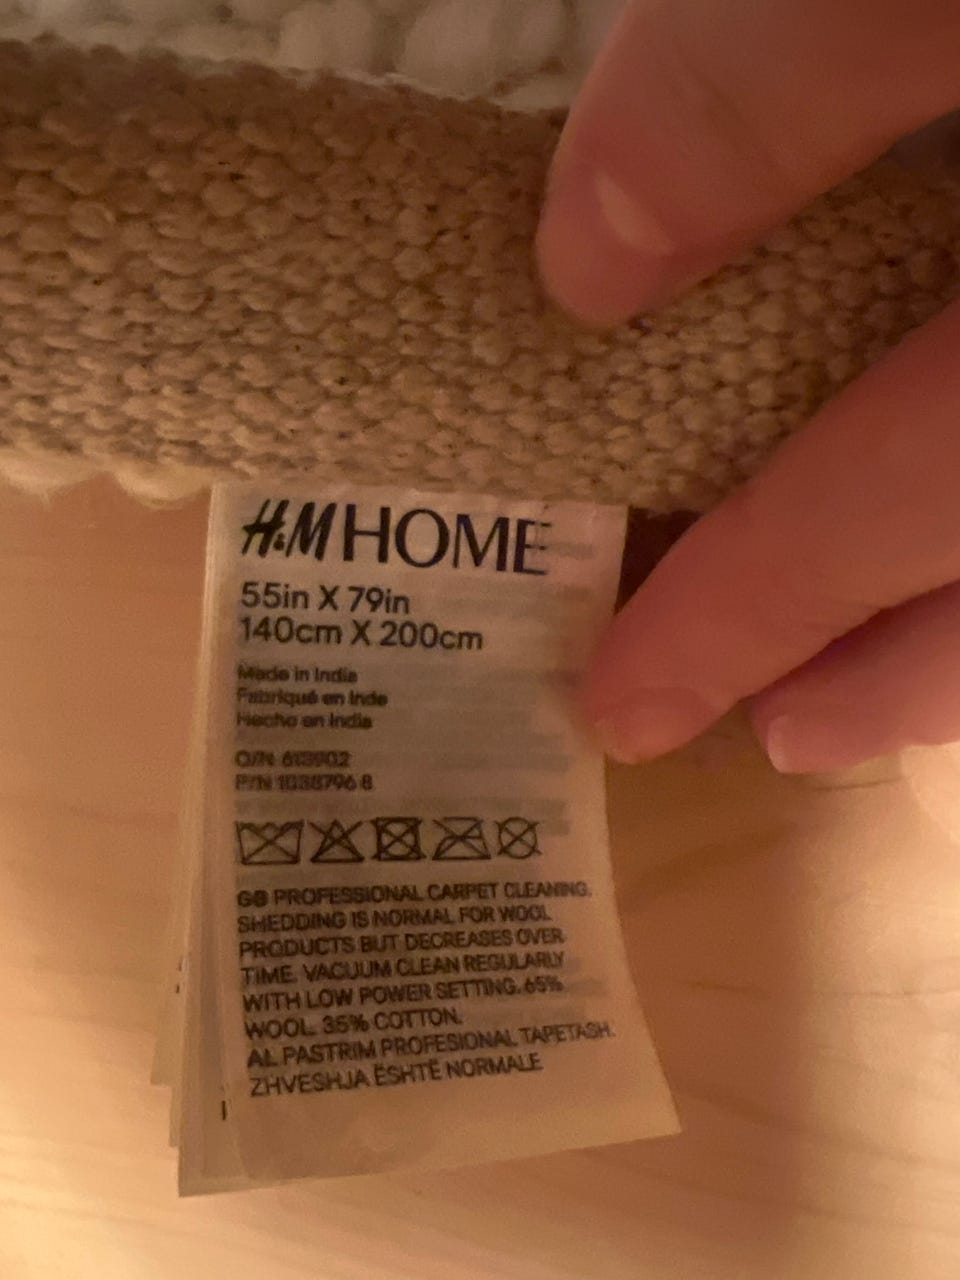 H&M HOME
55in X 79in
140cm X 200cm
Made in India
Fabriqué en Inde
Hecho en India
O/N 613902
P/N 1038796 8
GB PROFESSIONAL CARPET CLEANING.
SHEDDING IS NORMAL FOR WOOL
PRODUCTS BUT DECREASES OVER
TIME. VACUUM CLEAN REGULARLY
WITH LOW POWER SETTING. 65%
WOOL. 35% COTTON.
AL PASTRIM PROFESIONAL TAPETASH.
ZHVESHJA ËSHTË NORMALE